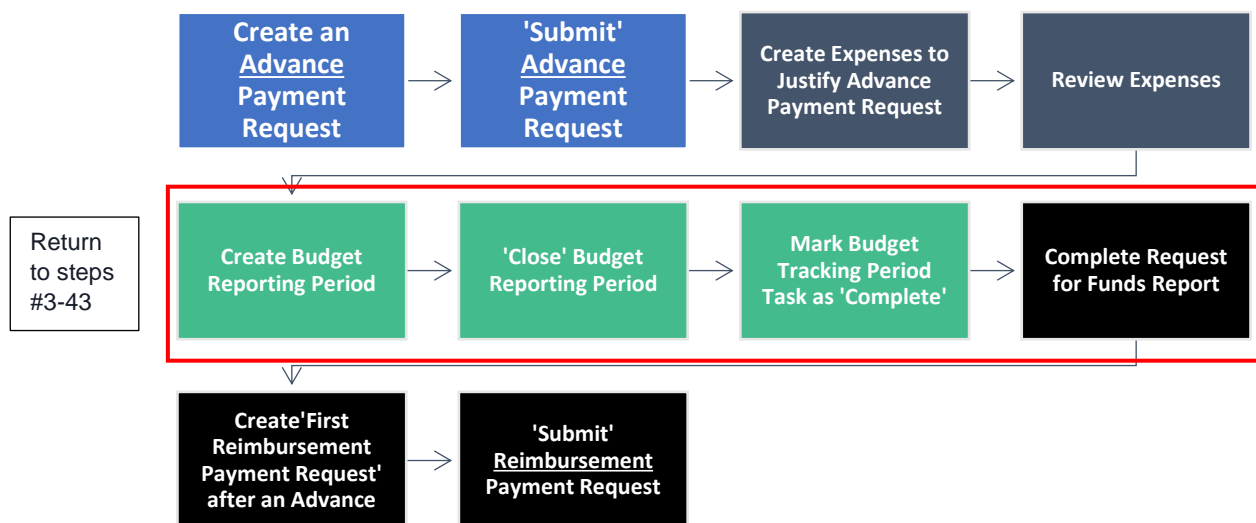 Create an
Advance
Payment
Request
'Submit'
Advance
Payment
Request
Create Expenses to
Justify Advance
Payment Request
Review Expenses
Return
to steps
#3-43
Create Budget
Reporting Period
'Close' Budget
Reporting Period
Mark Budget
Tracking Period
Task as 'Complete'
Complete Request
for Funds Report
Create'First
Reimbursement
Payment Request'
after an Advance
'Submit'
Reimbursement
Payment Request